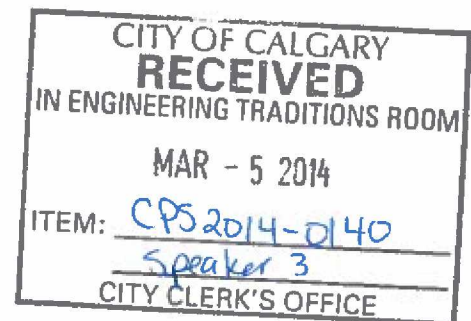 CITY OF CALGARY
RECEIVED
IN ENGINEERING TRADITIONS ROOM
MAR - 5 2014
ITEM: CPS2014-0140
Speaker 3
CITY CLERK'S OFFICE